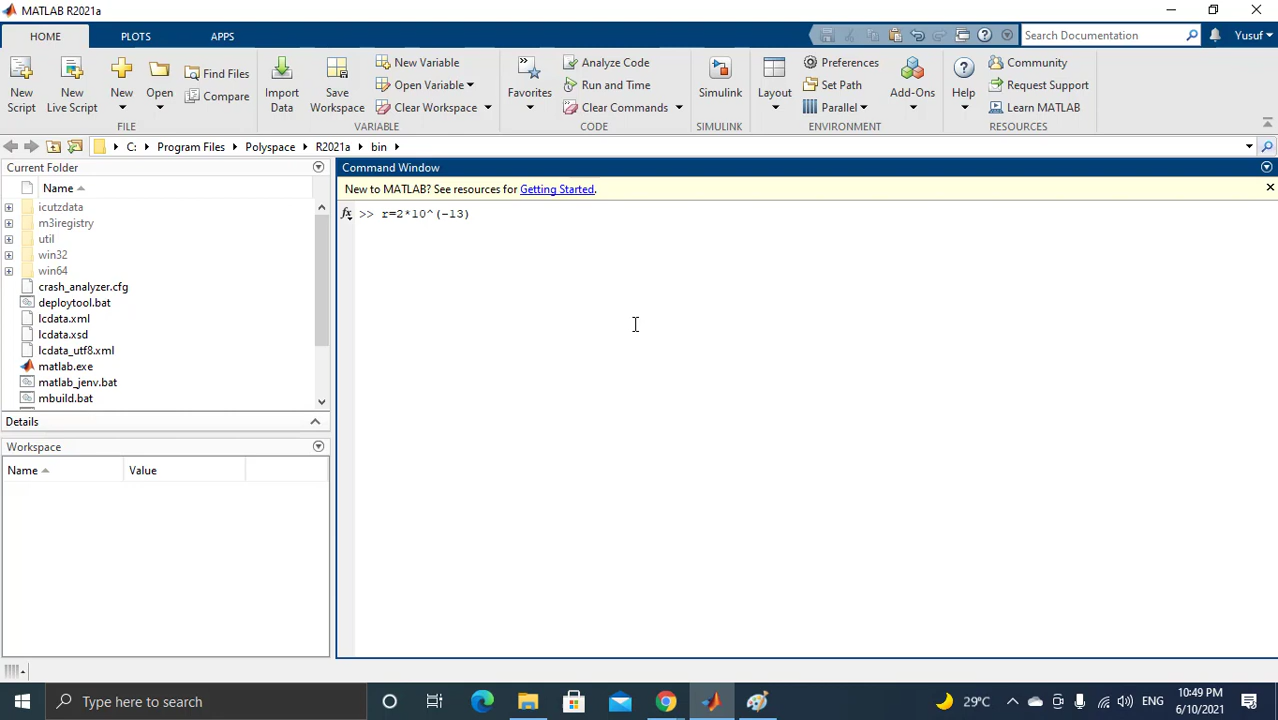 MATLAB R2021a
HOME PLOTS APPS
Search Documentation
Yusuf
New Script
New Live Script
New
Open
Find Files
Compare
FILE
Import Data
Save Workspace
New Variable
Open Variable
Clear Workspace
VARIABLE
Favorites
Analyze Code
Run and Time
Clear Commands
CODE
Simulink
SIMULINK
Layout
Preferences
Set Path
Parallel
ENVIRONMENT
Add-Ons
Help
Community
Request Support
Learn MATLAB
RESOURCES
C: Program Files Polyspace R2021a bin
Current Folder
Name
icutzdata
m3iregistry
util
win32
win64
crash_analyzer.cfg
deploytool.bat
lcdata.xml
lcdata.xsd
lcdata_utf8.xml
matlab.exe
matlab_jenv.bat
mbuild.bat
Details
Workspace
Name Value
Command Window
New to MATLAB? See resources for Getting Started.
fx >> r=2*10^(-13)
Type here to search
29°C
ENG
10:49 PM
6/10/2021